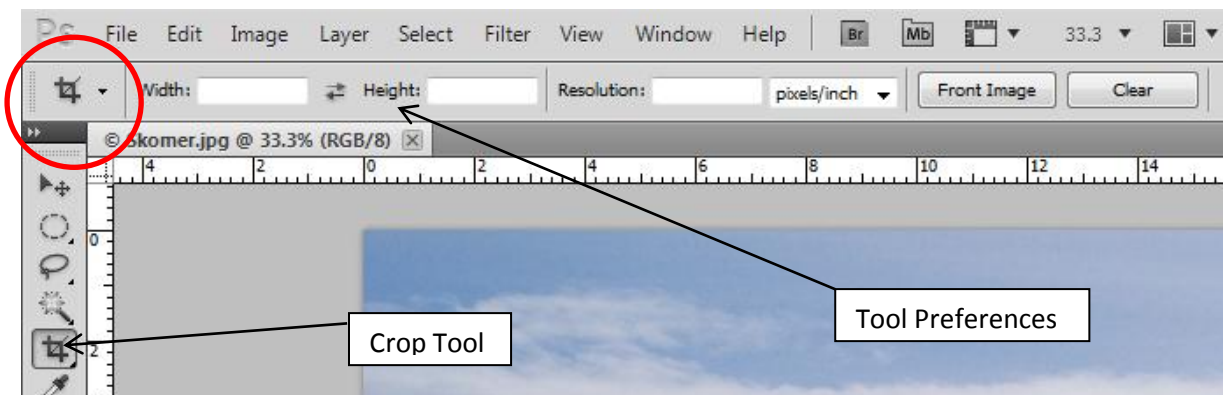 Ps File Edit Image Layer Select Filter View Window Help Br Mb 33.3
Width: Height: Resolution: pixels/inch Front Image Clear
© Skomer.jpg @ 33.3% (RGB/8)
4 2 0 2 4 6 8 10 12 14
0
Tool Preferences
Crop Tool
2